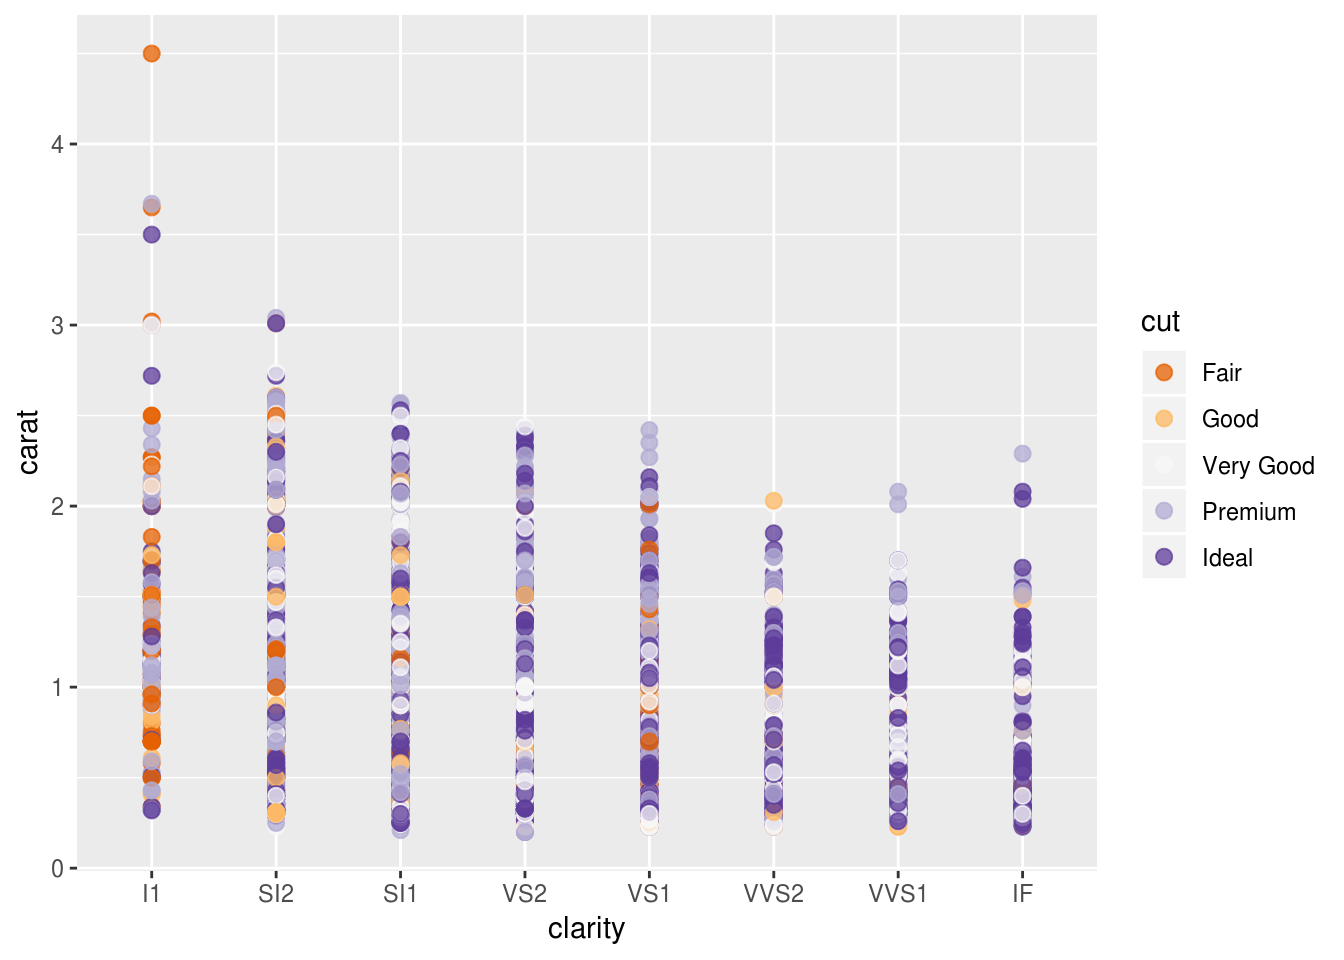 4
3
2
1
0
carat
I1 SI2 SI1 VS2 VS1 VVS2 VVS1 IF
clarity
cut
Fair
Good
Very Good
Premium
Ideal